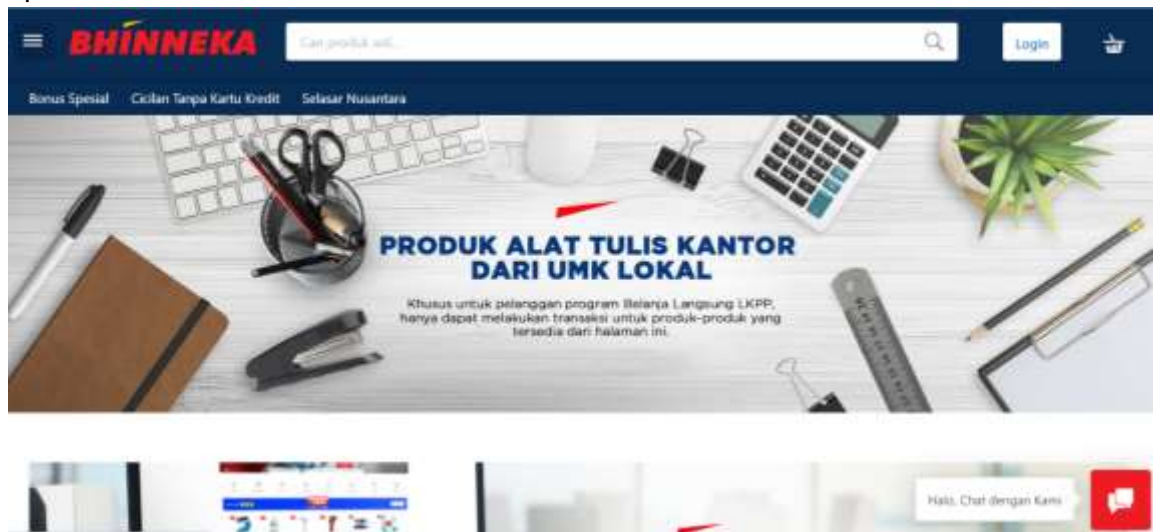 BHINNEKA
Cari produk asli...
Login
Bonus Spesial
Cicilan Tanpa Kartu Kredit
Selasar Nusantara
PRODUK ALAT TULIS KANTOR
DARI UMK LOKAL
Khusus untuk pelanggan program Belanja Langsung LKPP,
hanya dapat melakukan transaksi untuk produk-produk yang
tersedia dari halaman ini.
Halo, Chat dengan Kami